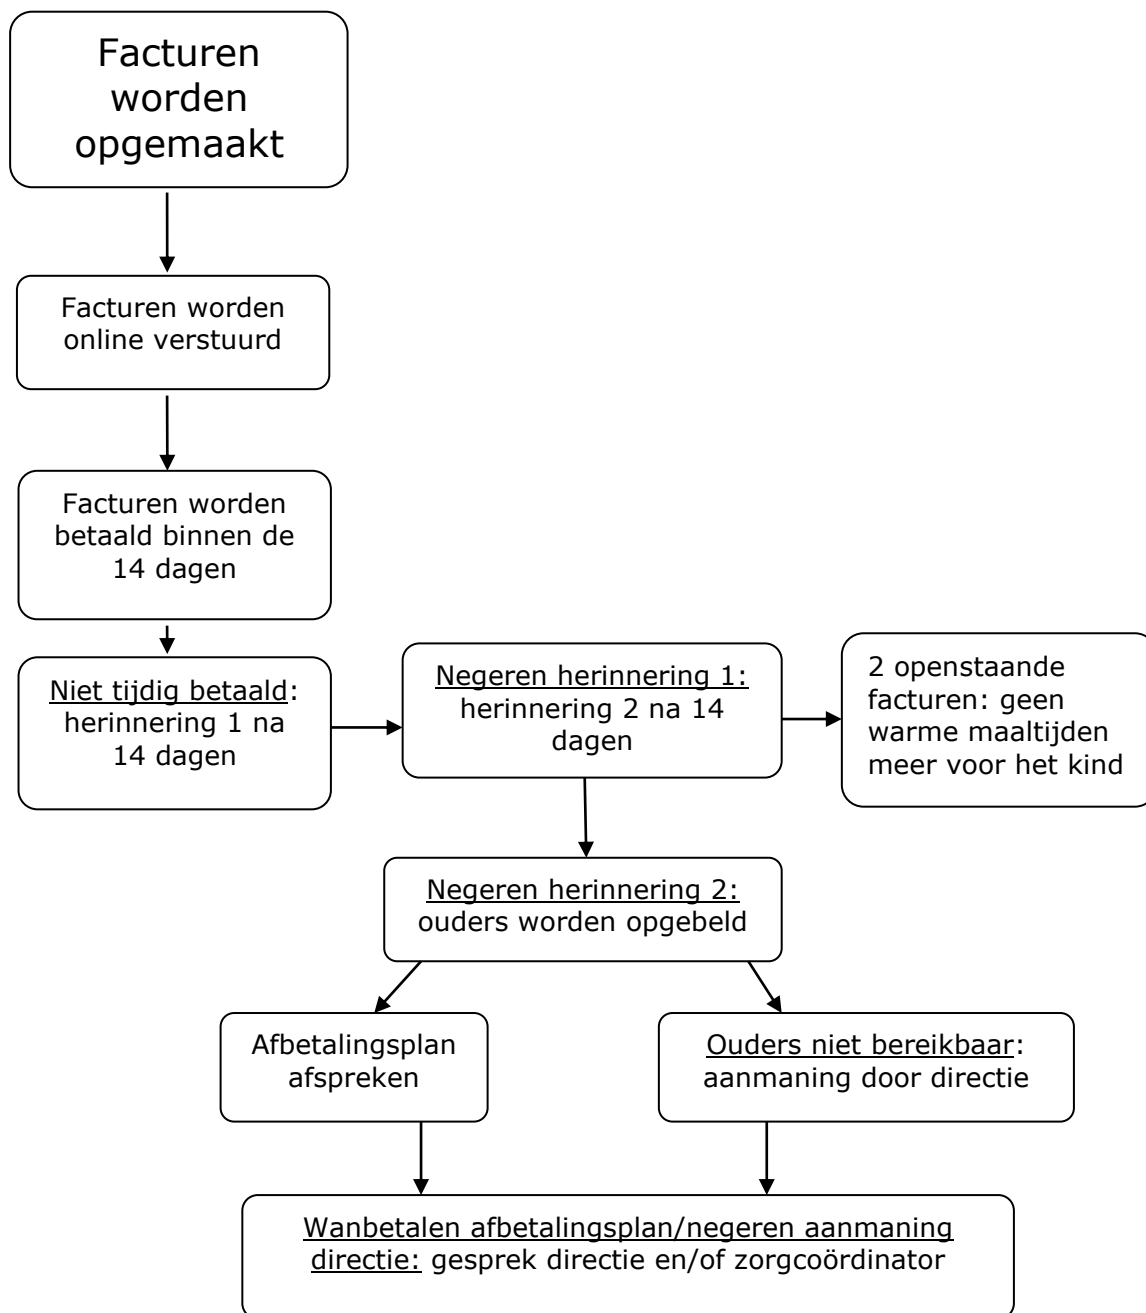 Facturen
worden
opgemaakt
Facturen worden
online verstuurd
Facturen worden
betaald binnen de
14 dagen
Niet tijdig betaald:
herinnering 1 na
14 dagen
Negeren herinnering 1:
herinnering 2 na 14
dagen
2 openstaande
facturen: geen
warme maaltijden
meer voor het kind
Negeren herinnering 2:
ouders worden opgebeld
Afbetalingsplan
afspreken
Ouders niet bereikbaar:
aanmaning door directie
Wanbetalen afbetalingsplan/negeren aanmaning
directie: gesprek directie en/of zorgcoördinator